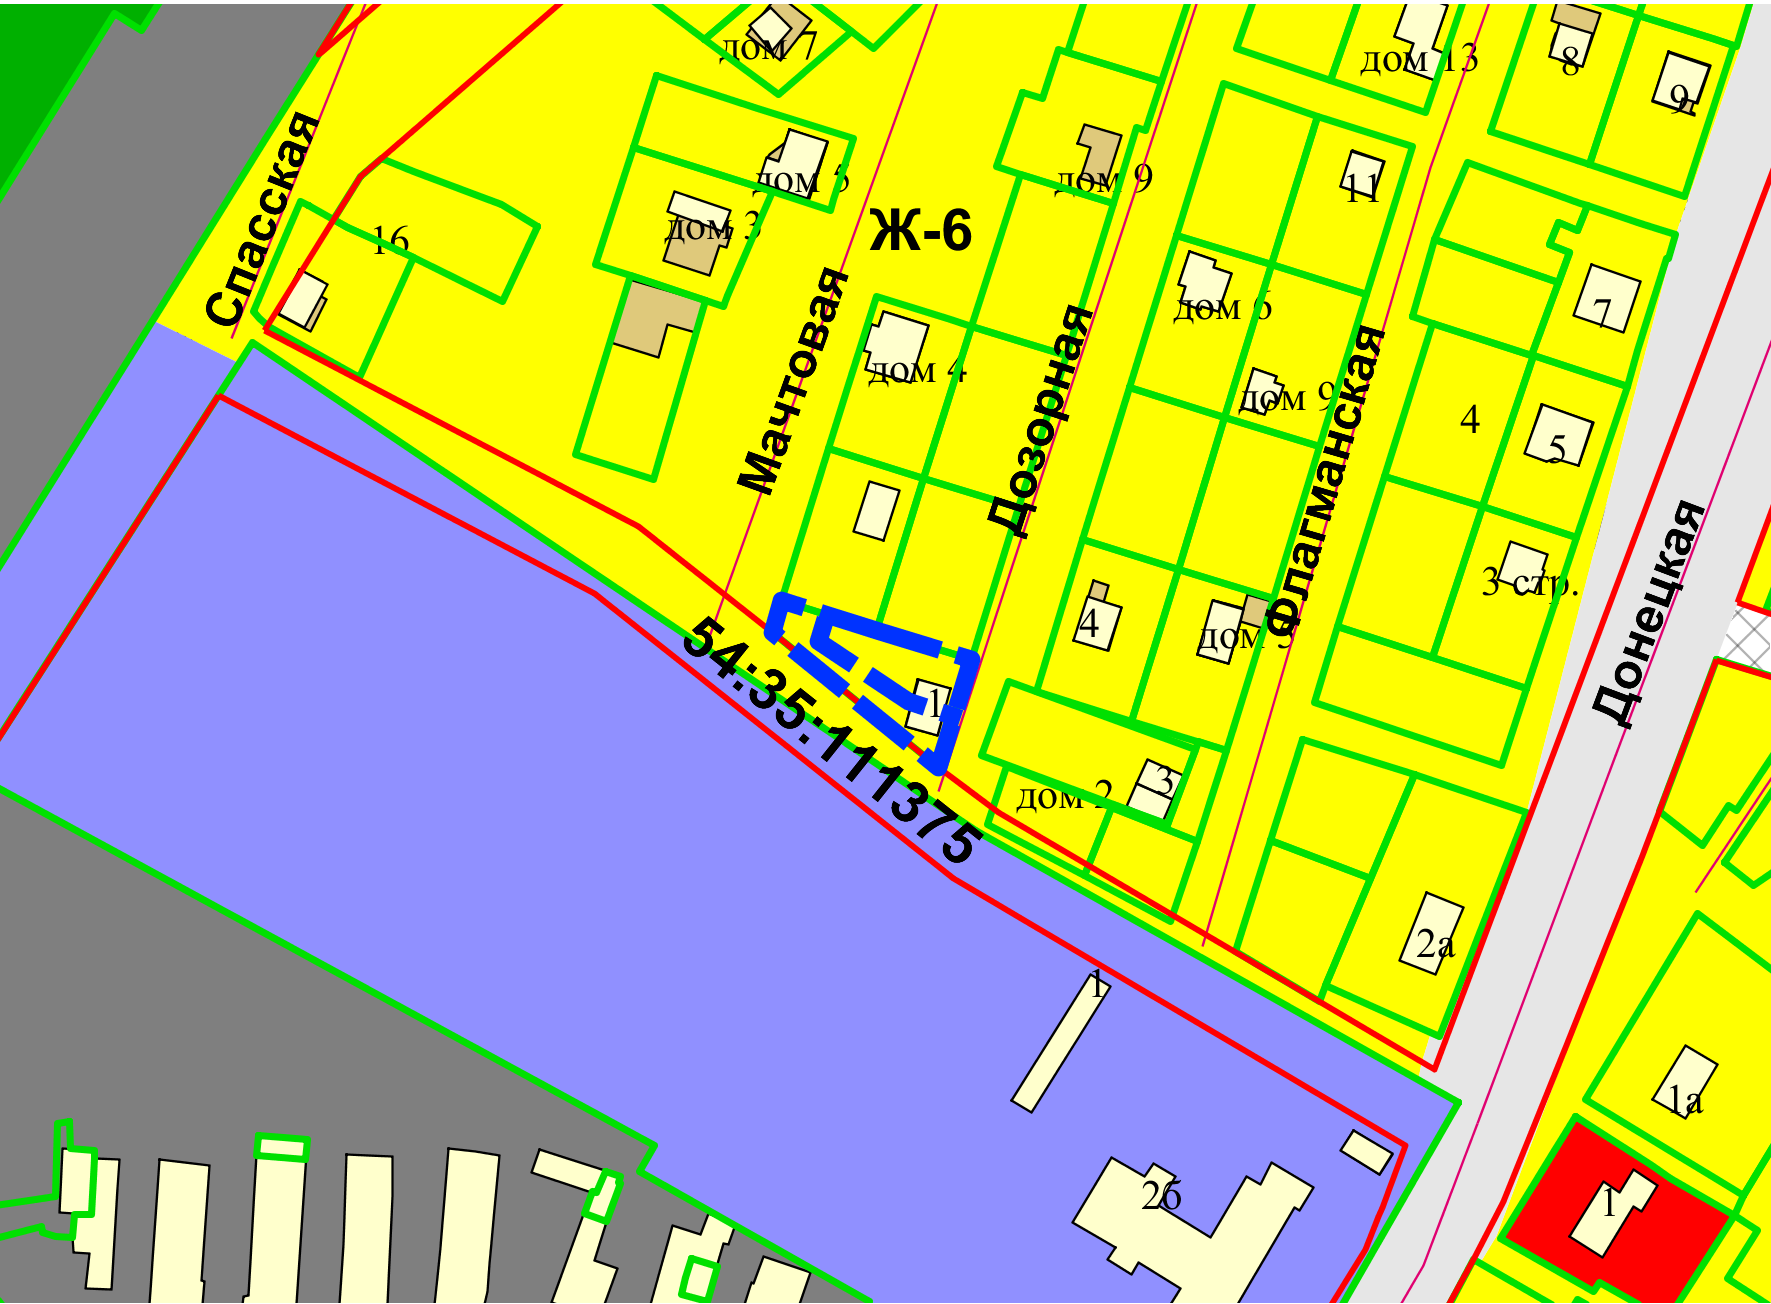 дом 7
дом 13
8
9
Спасская
дом 5
дом 9
11
16
дом 3
Ж-6
дом 6
7
Мачтовая
дом 4
Дозорная
дом 9
Флагманская
4
5
3 стр.
Донецкая
4
дом 5
1
54:35:111375
дом 2
3
2а
1
1а
2б
1